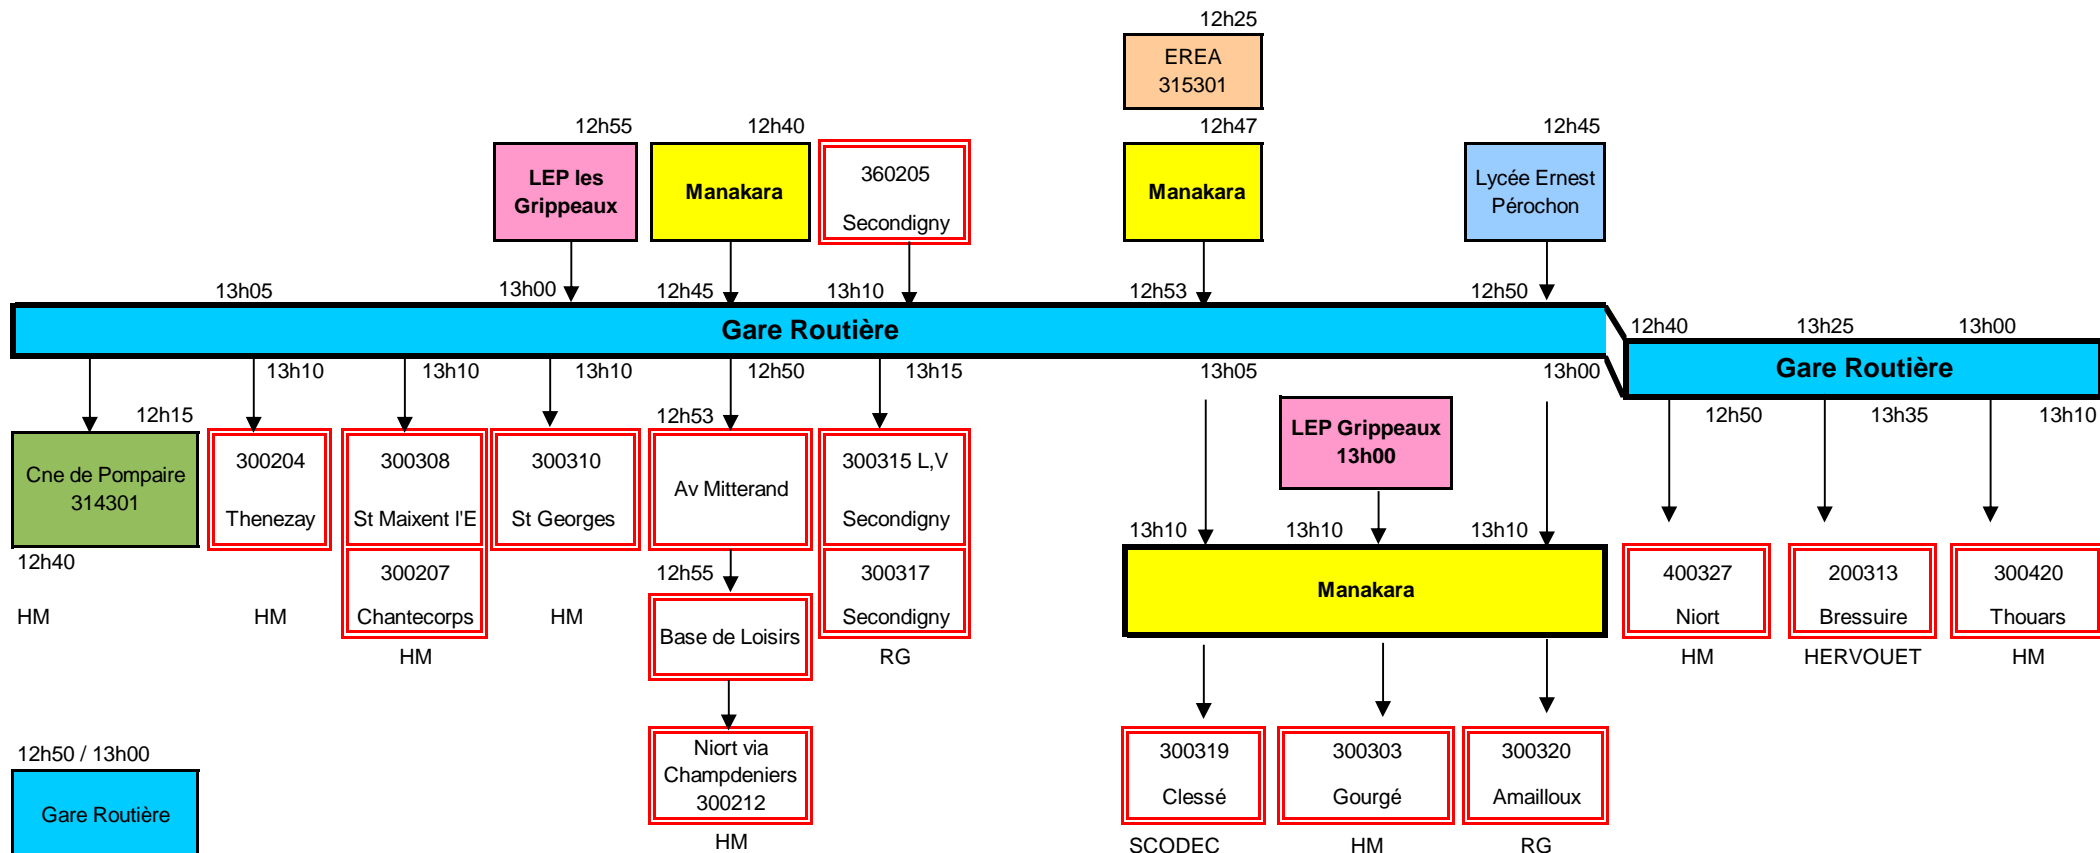 12h25
EREA
315301
12h55
12h40
12h47
12h45
LEP les
Grippeaux
Manakara
360205
Secondigny
Manakara
Lycée Ernest
Pérochon
13h05
13h00
12h45
13h10
12h53
12h50
Gare Routière
12h40
13h25
13h00
Gare Routière
13h10
13h10
13h10
12h50
13h15
13h05
13h00
12h50
13h35
13h10
12h15
Cne de Pompaire
314301
12h40
HM
300204
Thenezay
HM
300308
St Maixent l'E
300207
Chantecorps
HM
300310
St Georges
HM
12h53
Av Mitterand
12h55
Base de Loisirs
Niort via
Champdeniers
300212
HM
300315 L,V
Secondigny
300317
Secondigny
RG
LEP Grippeaux
13h00
13h10
13h10
13h10
Manakara
300319
Clessé
SCODEC
300303
Gourgé
HM
300320
Amailloux
RG
400327
Niort
HM
200313
Bressuire
HERVOUET
300420
Thouars
HM
12h50 / 13h00
Gare Routière